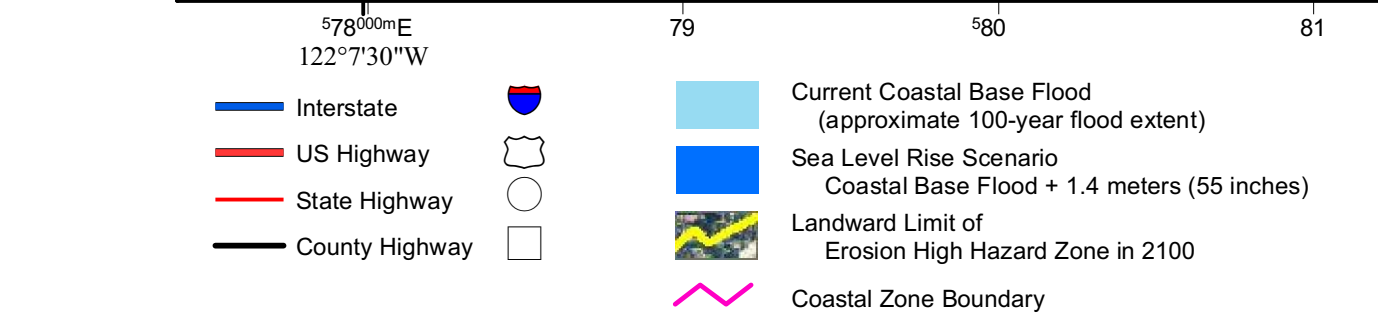 ⁵78⁰⁰⁰ᵐE 79 ⁵80 81
122°7'30"W
Interstate
US Highway
State Highway
County Highway
Current Coastal Base Flood
(approximate 100-year flood extent)
Sea Level Rise Scenario
Coastal Base Flood + 1.4 meters (55 inches)
Landward Limit of
Erosion High Hazard Zone in 2100
Coastal Zone Boundary